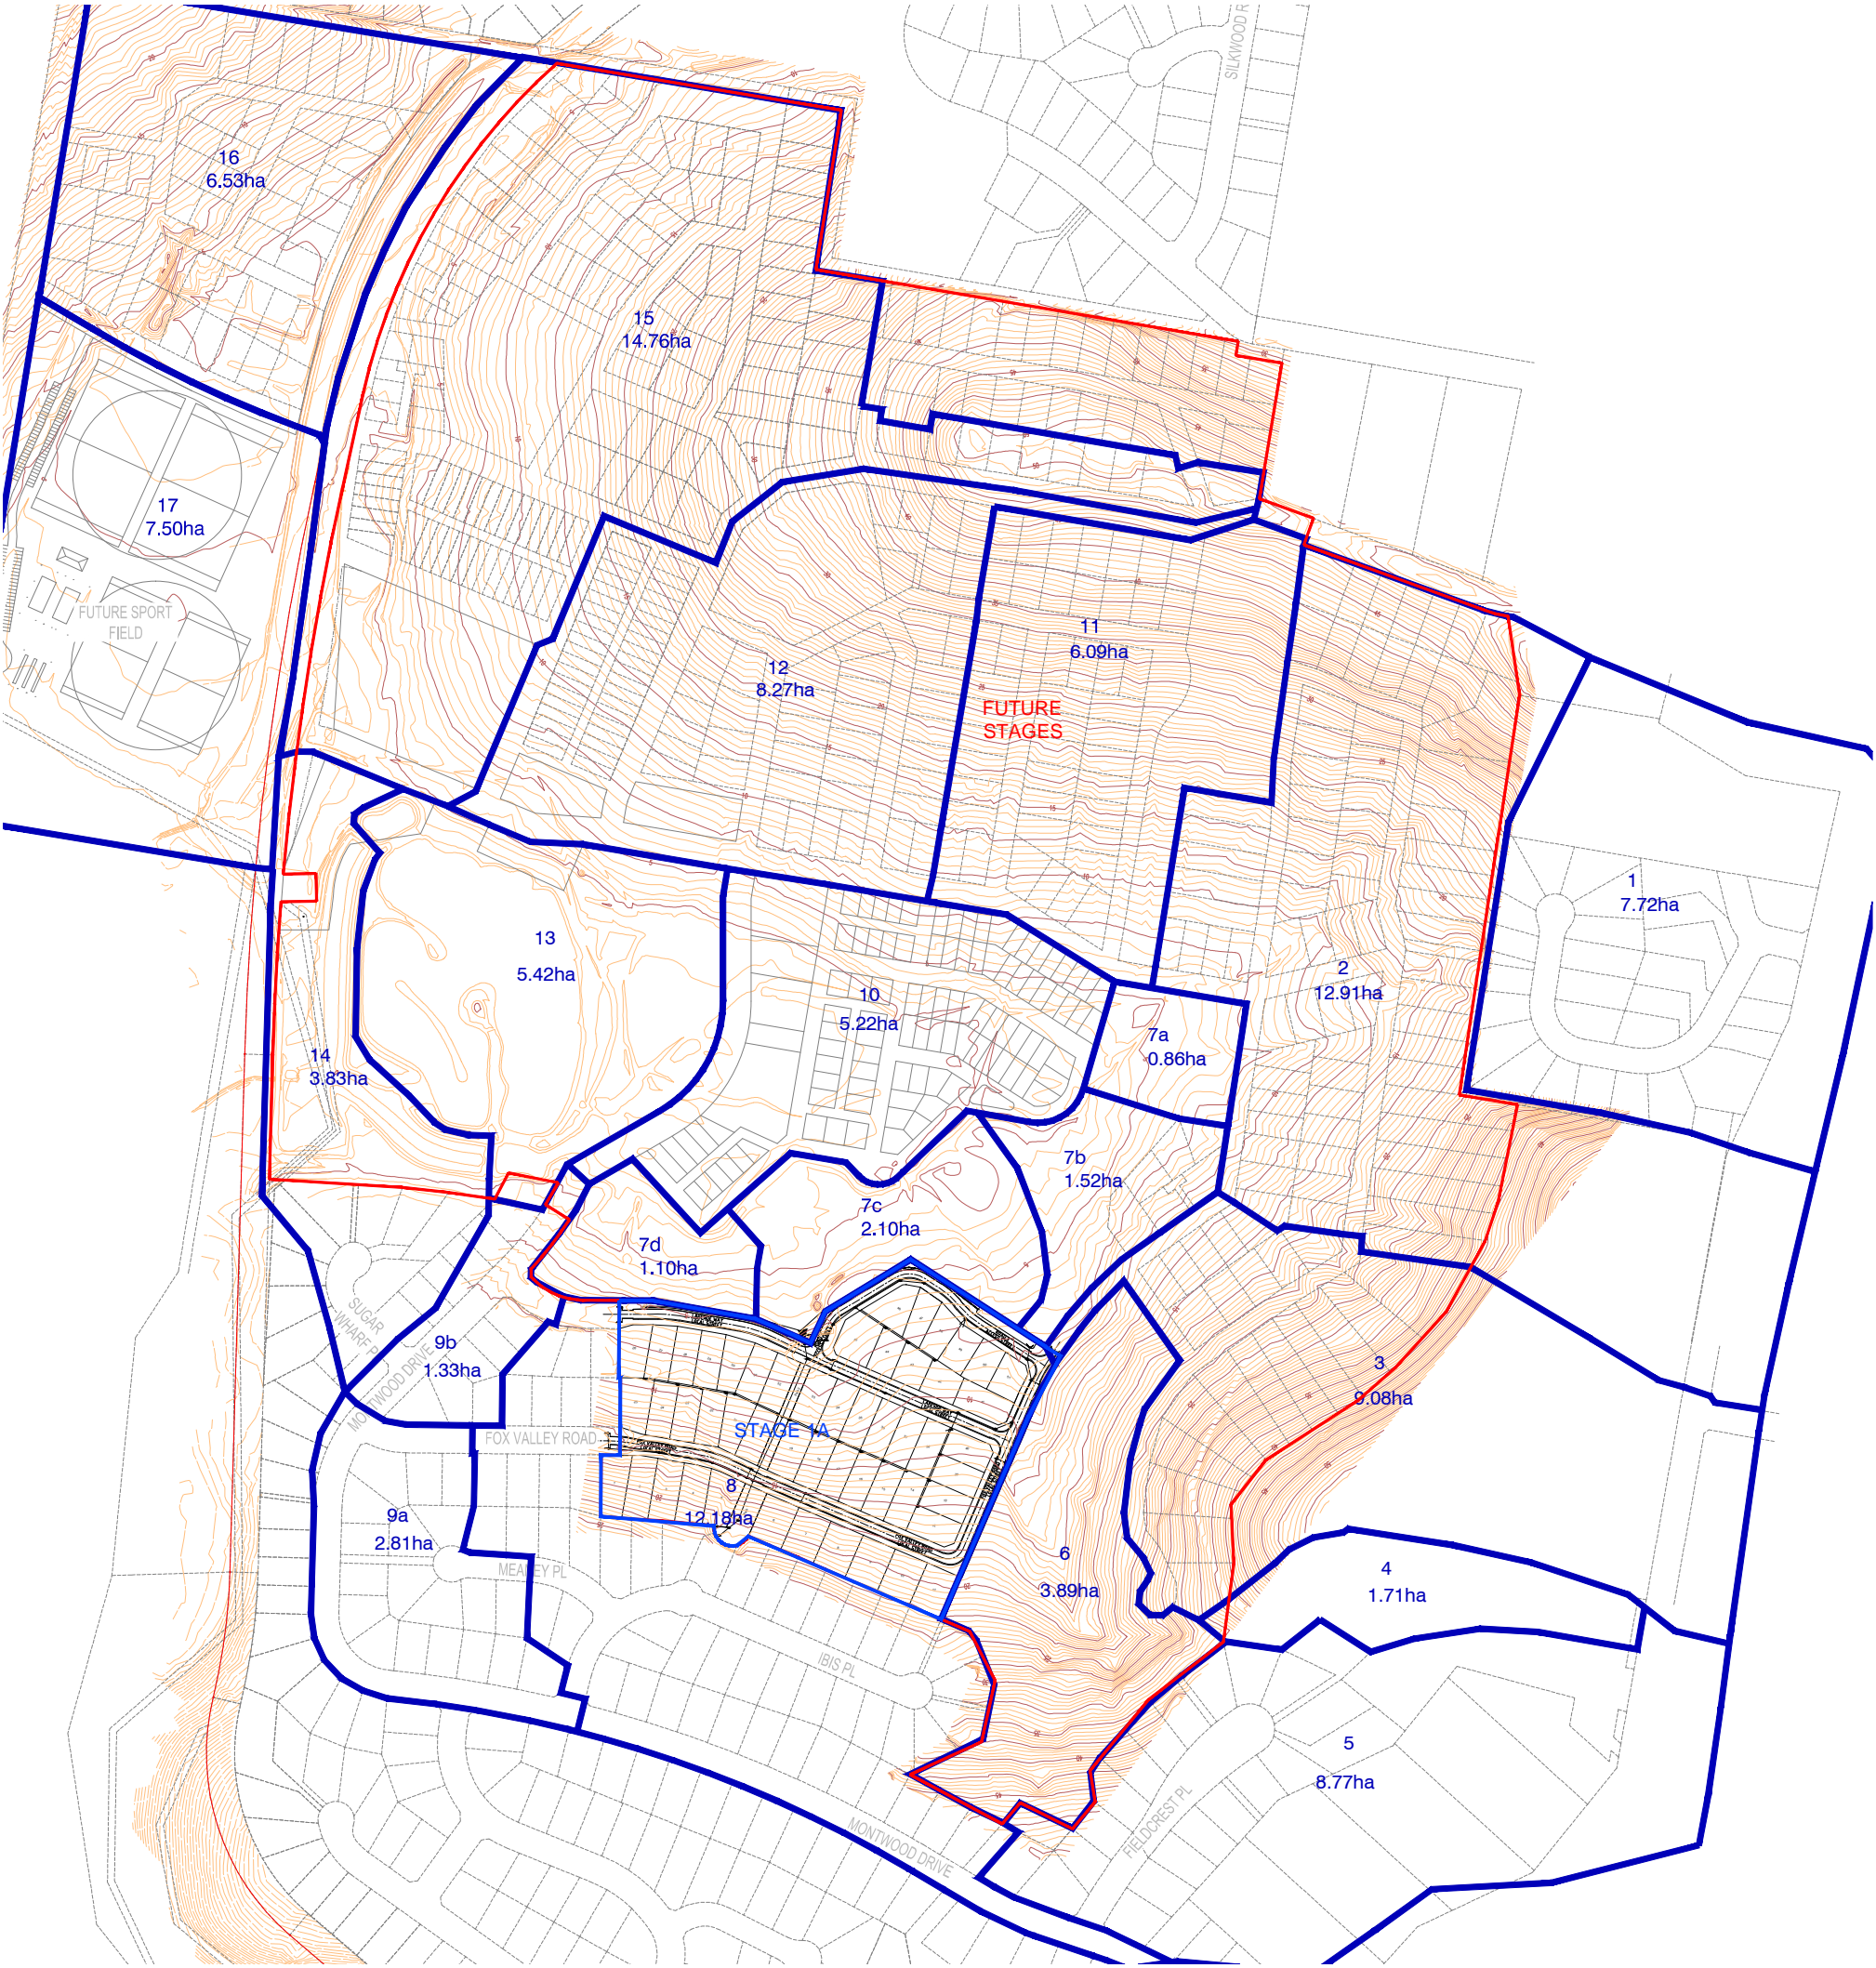 SILKWOOD R
16
6.53ha
15
14.76ha
17
7.50ha
FUTURE SPORT
FIELD
11
6.09ha
12
8.27ha
FUTURE
STAGES
1
7.72ha
13
5.42ha
2
12.91ha
10
5.22ha
7a
0.86ha
14
3.83ha
7b
1.52ha
7c
2.10ha
7d
1.10ha
SUGAR
WHARF PL
9b
1.33ha
MONTWOOD DRIVE
3
9.08ha
STAGE 1A
FOX VALLEY ROAD
8
12.18ha
9a
2.81ha
MEALEY PL
6
3.89ha
4
1.71ha
IBIS PL
5
8.77ha
FIELDCREST PL
MONTWOOD DRIVE